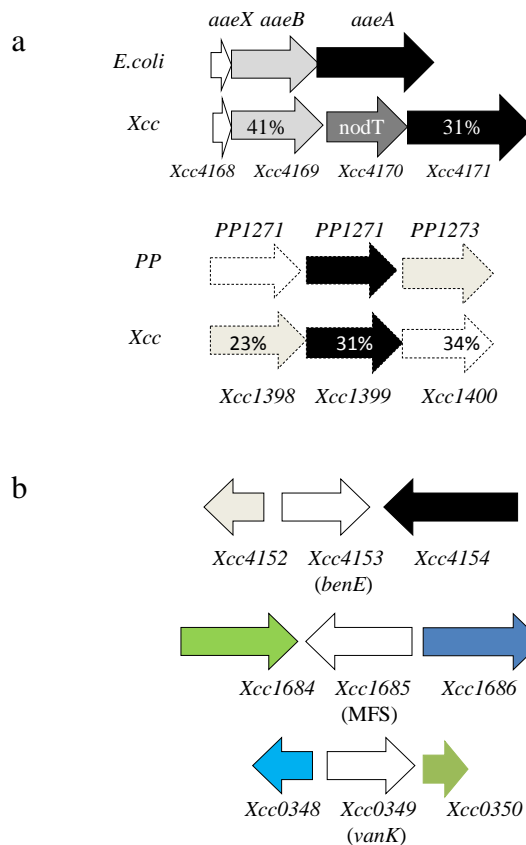 a
aaeX aaeB aaeA
E.coli
Xcc 41% nodT 31%
Xcc4168 Xcc4169 Xcc4170 Xcc4171
PP1271 PP1271 PP1273
PP
Xcc 23% 31% 34%
Xcc1398 Xcc1399 Xcc1400
b
Xcc4152 Xcc4153 Xcc4154
(benE)
Xcc1684 Xcc1685 Xcc1686
(MFS)
Xcc0348 Xcc0349 Xcc0350
(vanK)